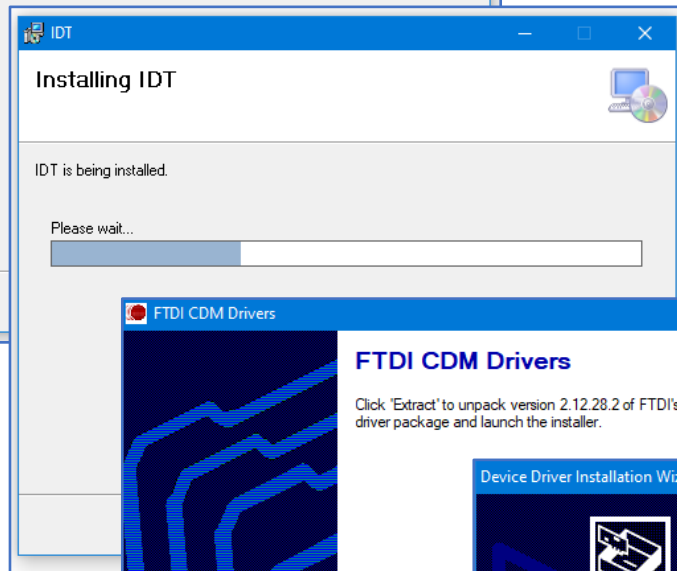 IDT
Installing IDT
IDT is being installed.
Please wait...
FTDI CDM Drivers
FTDI CDM Drivers
Click 'Extract' to unpack version 2.12.28.2 of FTDI's
driver package and launch the installer.
Device Driver Installation